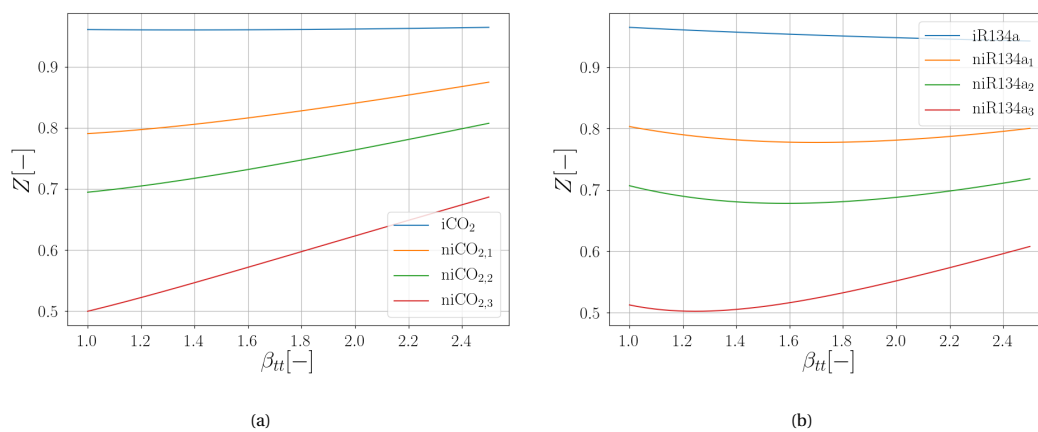 0.9
0.8
0.7
0.6
0.5
Z[−]
1.0 1.2 1.4 1.6 1.8 2.0 2.2 2.4
β_tt[−]
iCO₂
niCO₂,₁
niCO₂,₂
niCO₂,₃
(a)
0.9
0.8
0.7
0.6
0.5
Z[−]
1.0 1.2 1.4 1.6 1.8 2.0 2.2 2.4
β_tt[−]
iR134a
niR134a₁
niR134a₂
niR134a₃
(b)